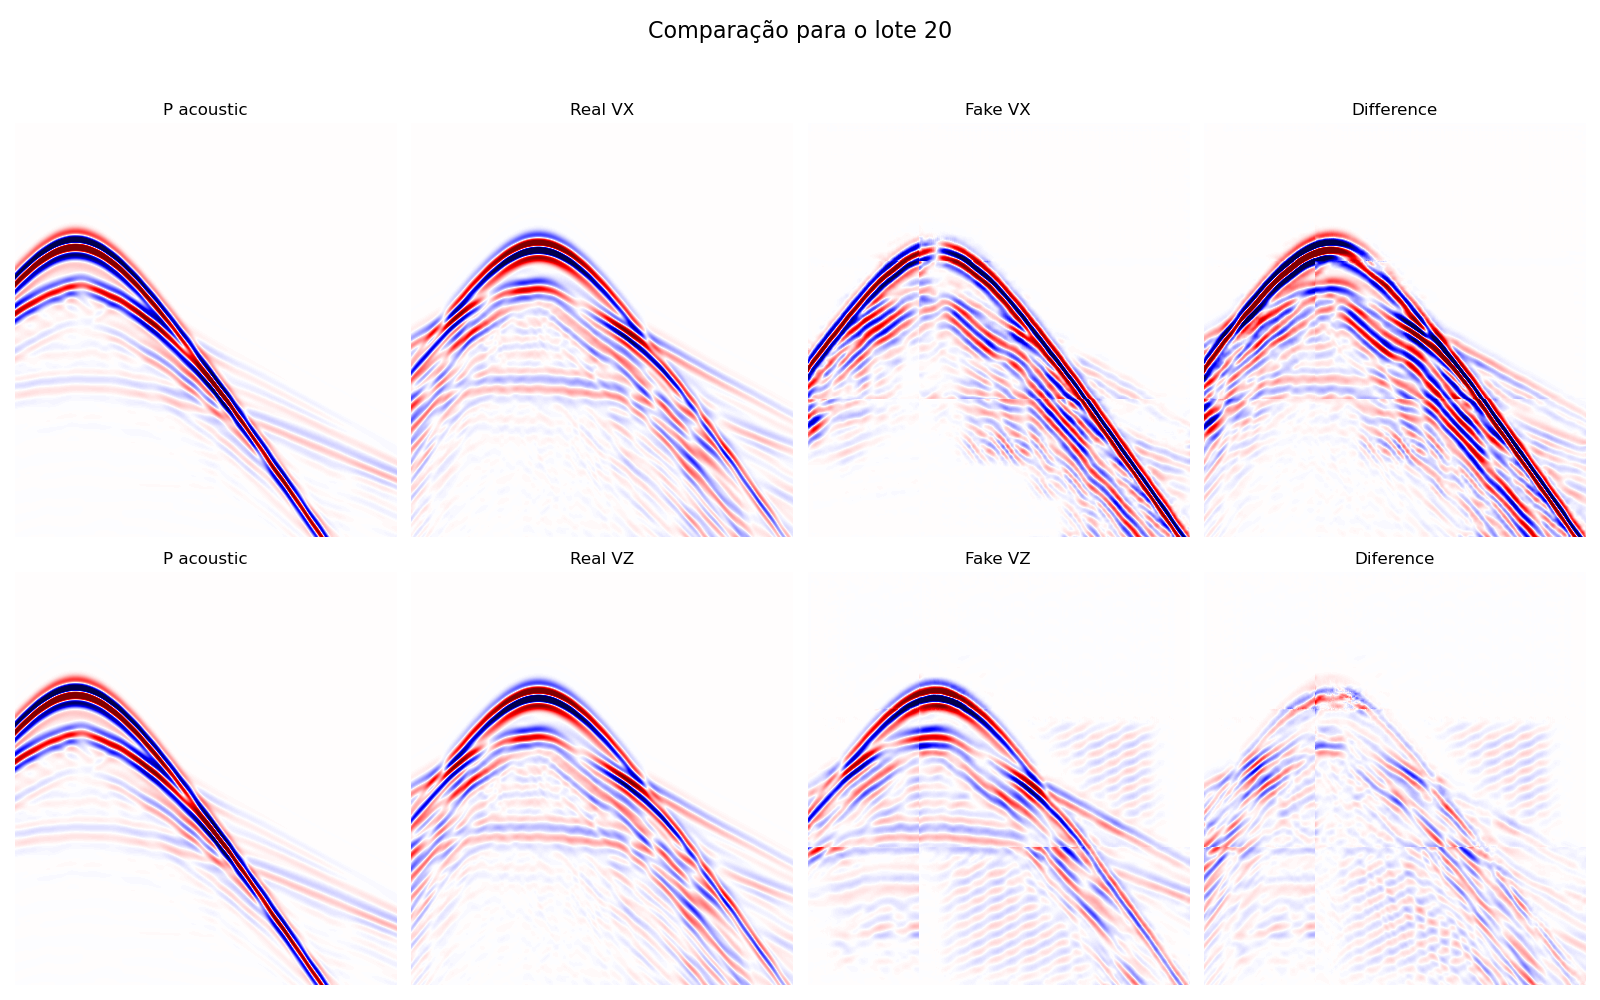 Comparação para o lote 20
P acoustic
Real VX
Fake VX
Difference
P acoustic
Real VZ
Fake VZ
Diference